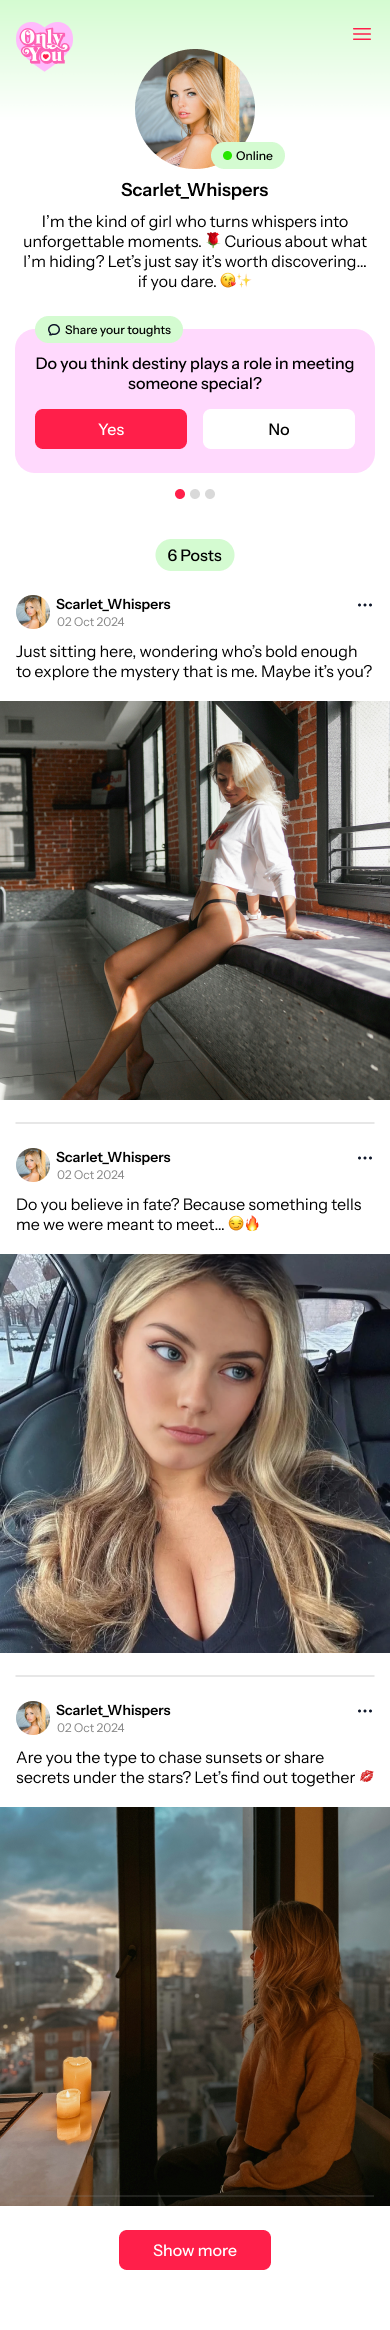 Only
You
Online
Scarlet_Whispers
I’m the kind of girl who turns whispers into
unforgettable moments. 🌹 Curious about what
I’m hiding? Let’s just say it’s worth discovering...
if you dare. 😘✨
Share your toughts
Do you think destiny plays a role in meeting
someone special?
Yes
No
6 Posts
Scarlet_Whispers
02 Oct 2024
Just sitting here, wondering who’s bold enough
to explore the mystery that is me. Maybe it’s you?
Scarlet_Whispers
02 Oct 2024
Do you believe in fate? Because something tells
me we were meant to meet... 😏🔥
Scarlet_Whispers
02 Oct 2024
Are you the type to chase sunsets or share
secrets under the stars? Let’s find out together 💋
Show more